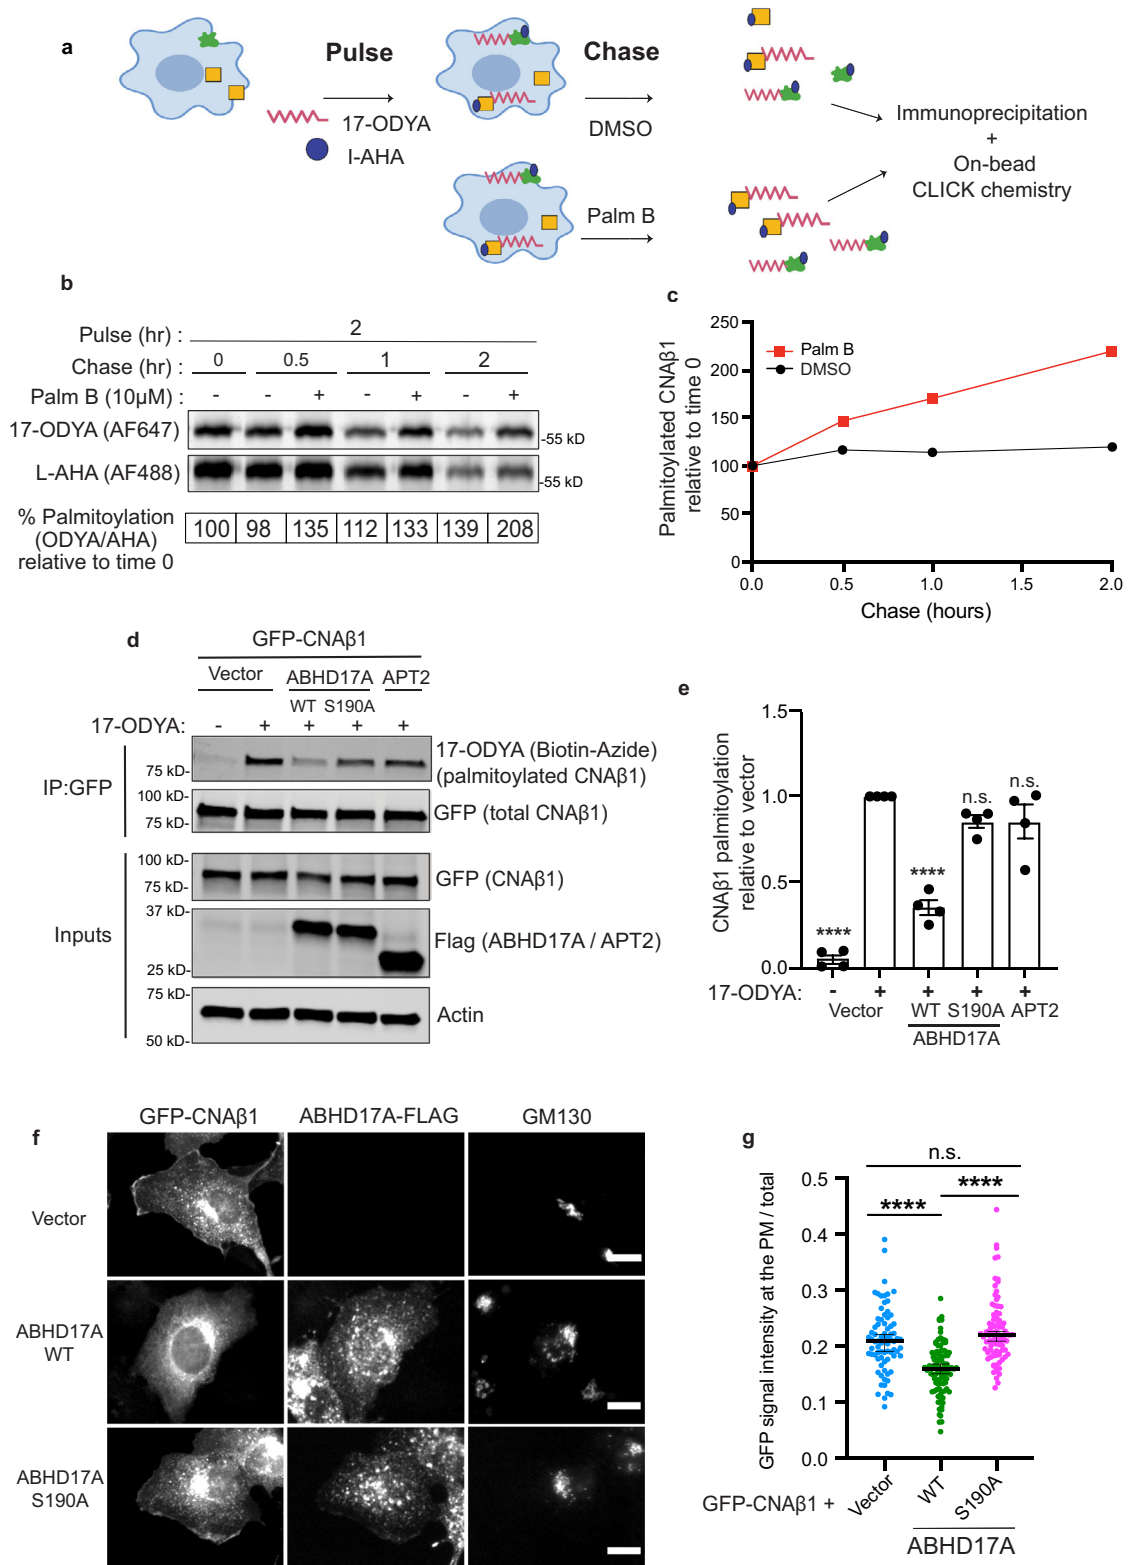 a
Pulse
Chase
17-ODYA
l-AHA
DMSO
Palm B
Immunoprecipitation
+
On-bead
CLICK chemistry
b
Pulse (hr) : 2
Chase (hr) : 0 0.5 1 2
Palm B (10µM) : - - + - + - +
17-ODYA (AF647) -55 kD
L-AHA (AF488) -55 kD
% Palmitoylation
(ODYA/AHA)
relative to time 0
100 98 135 112 133 139 208
c
Palmitoylated CNAβ1
relative to time 0
250
200
150
100
50
0
Palm B
DMSO
0.0 0.5 1.0 1.5 2.0
Chase (hours)
d
GFP-CNAβ1
Vector ABHD17A APT2
WT S190A
17-ODYA: - + + + +
IP:GFP
75 kD-
17-ODYA (Biotin-Azide)
(palmitoylated CNAβ1)
100 kD-
75 kD-
GFP (total CNAβ1)
Inputs
100 kD-
75 kD-
GFP (CNAβ1)
37 kD-
25 kD-
Flag (ABHD17A / APT2)
75 kD-
50 kD-
Actin
e
CNAβ1 palmitoylation
relative to vector
1.5
1.0
0.5
0.0
****
****
n.s.
n.s.
17-ODYA: - + + + +
Vector WT S190A APT2
ABHD17A
f
GFP-CNAβ1 ABHD17A-FLAG GM130
Vector
ABHD17A
WT
ABHD17A
S190A
g
GFP signal intensity at the PM / total
n.s.
****
****
0.5
0.4
0.3
0.2
0.1
0.0
GFP-CNAβ1 + Vector WT S190A
ABHD17A